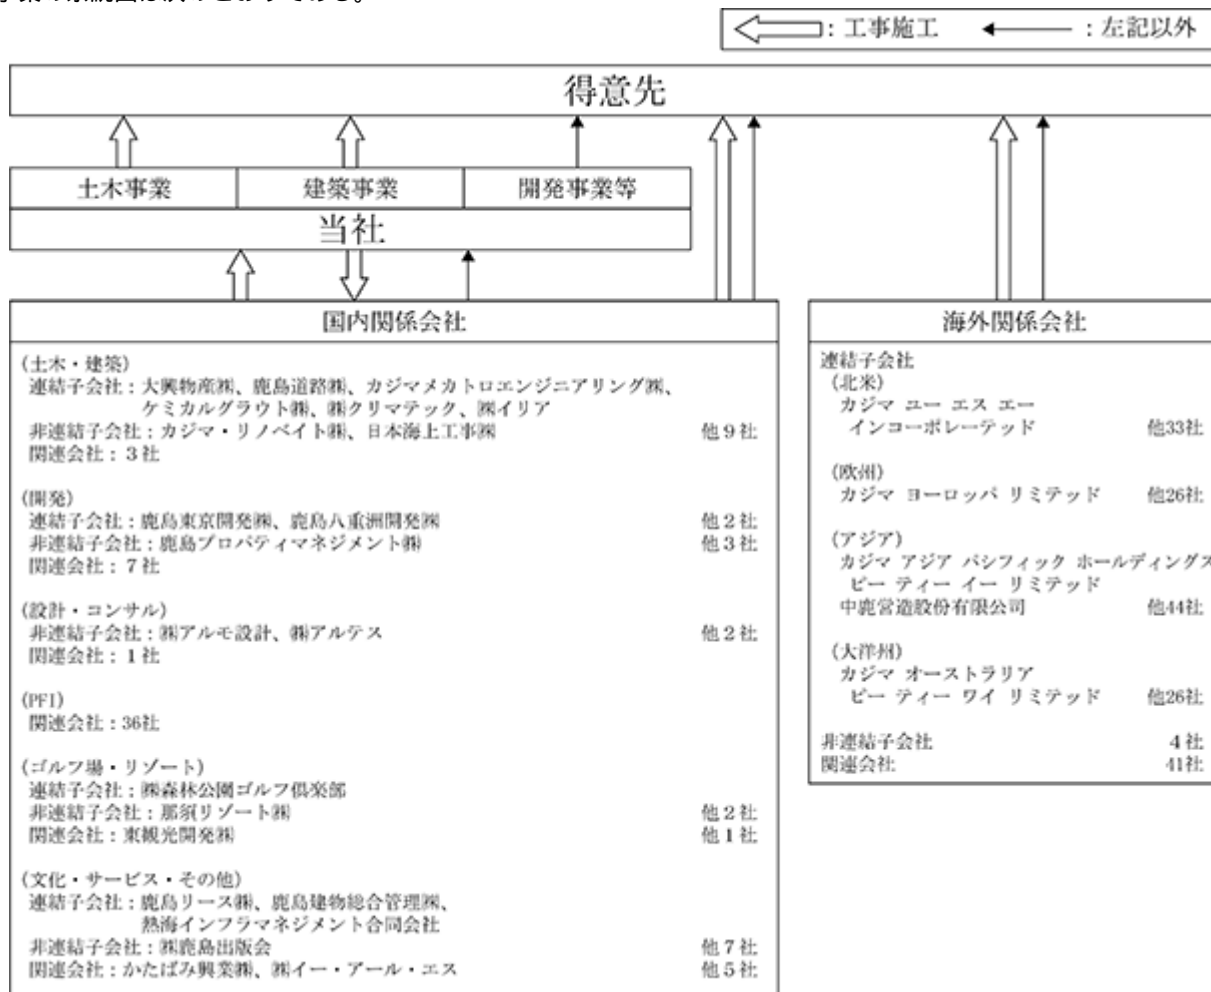 ：工事施工　：左記以外
得意先
土木事業　建築事業　開発事業等
当社
国内関係会社
(土木・建築)
連結子会社：大興物産㈱、鹿島道路㈱、カジマメカトロエンジニアリング㈱、
ケミカルグラウト㈱、㈱クリマテック、㈱イリア
非連結子会社：カジマ・リノベイト㈱、日本海上工事㈱　他９社
関連会社：３社
(開発)
連結子会社：鹿島東京開発㈱、鹿島八重洲開発㈱　他２社
非連結子会社：鹿島プロパティマネジメント㈱　他３社
関連会社：７社
(設計・コンサル)
非連結子会社：㈱アルモ設計、㈱アルテス　他２社
関連会社：１社
(PFI)
関連会社：36社
(ゴルフ場・リゾート)
連結子会社：㈱森林公園ゴルフ倶楽部
非連結子会社：那須リゾート㈱　他２社
関連会社：東観光開発㈱　他１社
(文化・サービス・その他)
連結子会社：鹿島リース㈱、鹿島建物総合管理㈱、
熱海インフラマネジメント合同会社
非連結子会社：㈱鹿島出版会　他７社
関連会社：かたばみ興業㈱、㈱イー・アール・エス　他５社
海外関係会社
連結子会社
(北米)
カジマ ユー エス エー
インコーポレーテッド　他33社
(欧州)
カジマ ヨーロッパ リミテッド　他26社
(アジア)
カジマ アジア パシフィック ホールディングス
ピー ティー イー リミテッド
中鹿営造股份有限公司　他44社
(大洋州)
カジマ オーストラリア
ピー ティー ワイ リミテッド　他26社
非連結子会社　４社
関連会社　41社